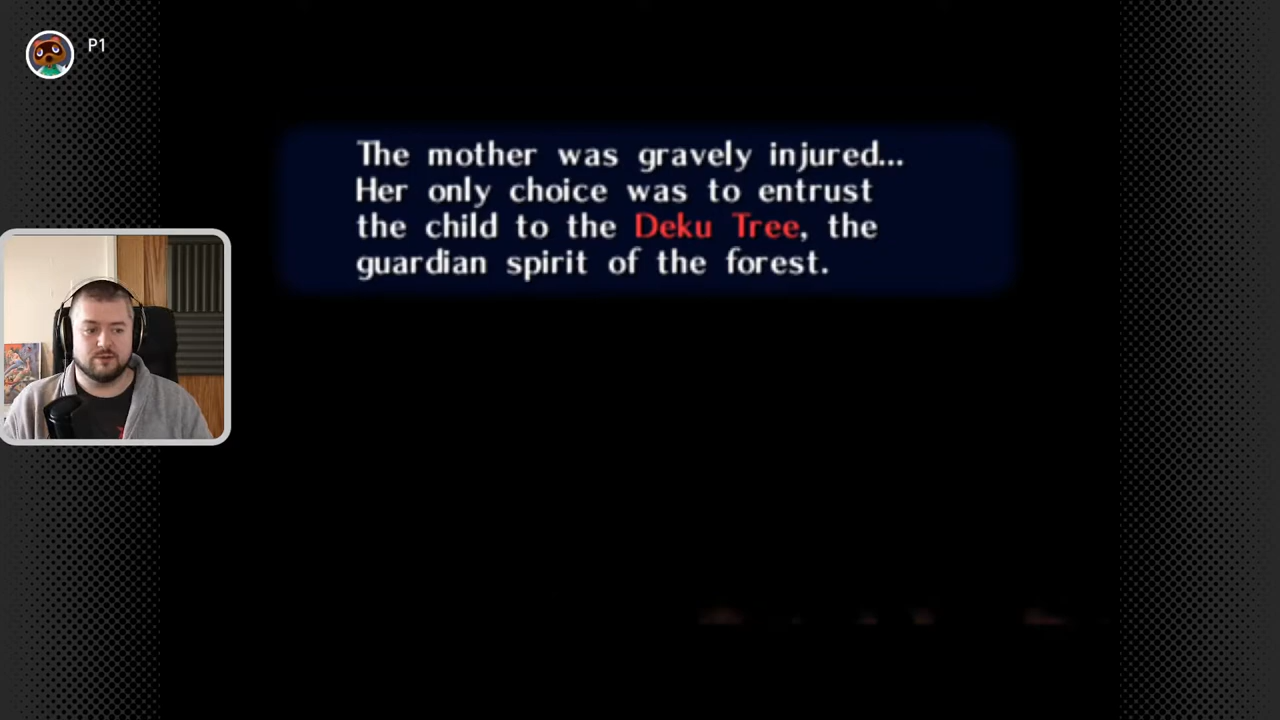 P1
The mother was gravely injured...
Her only choice was to entrust
the child to the Deku Tree, the
guardian spirit of the forest.